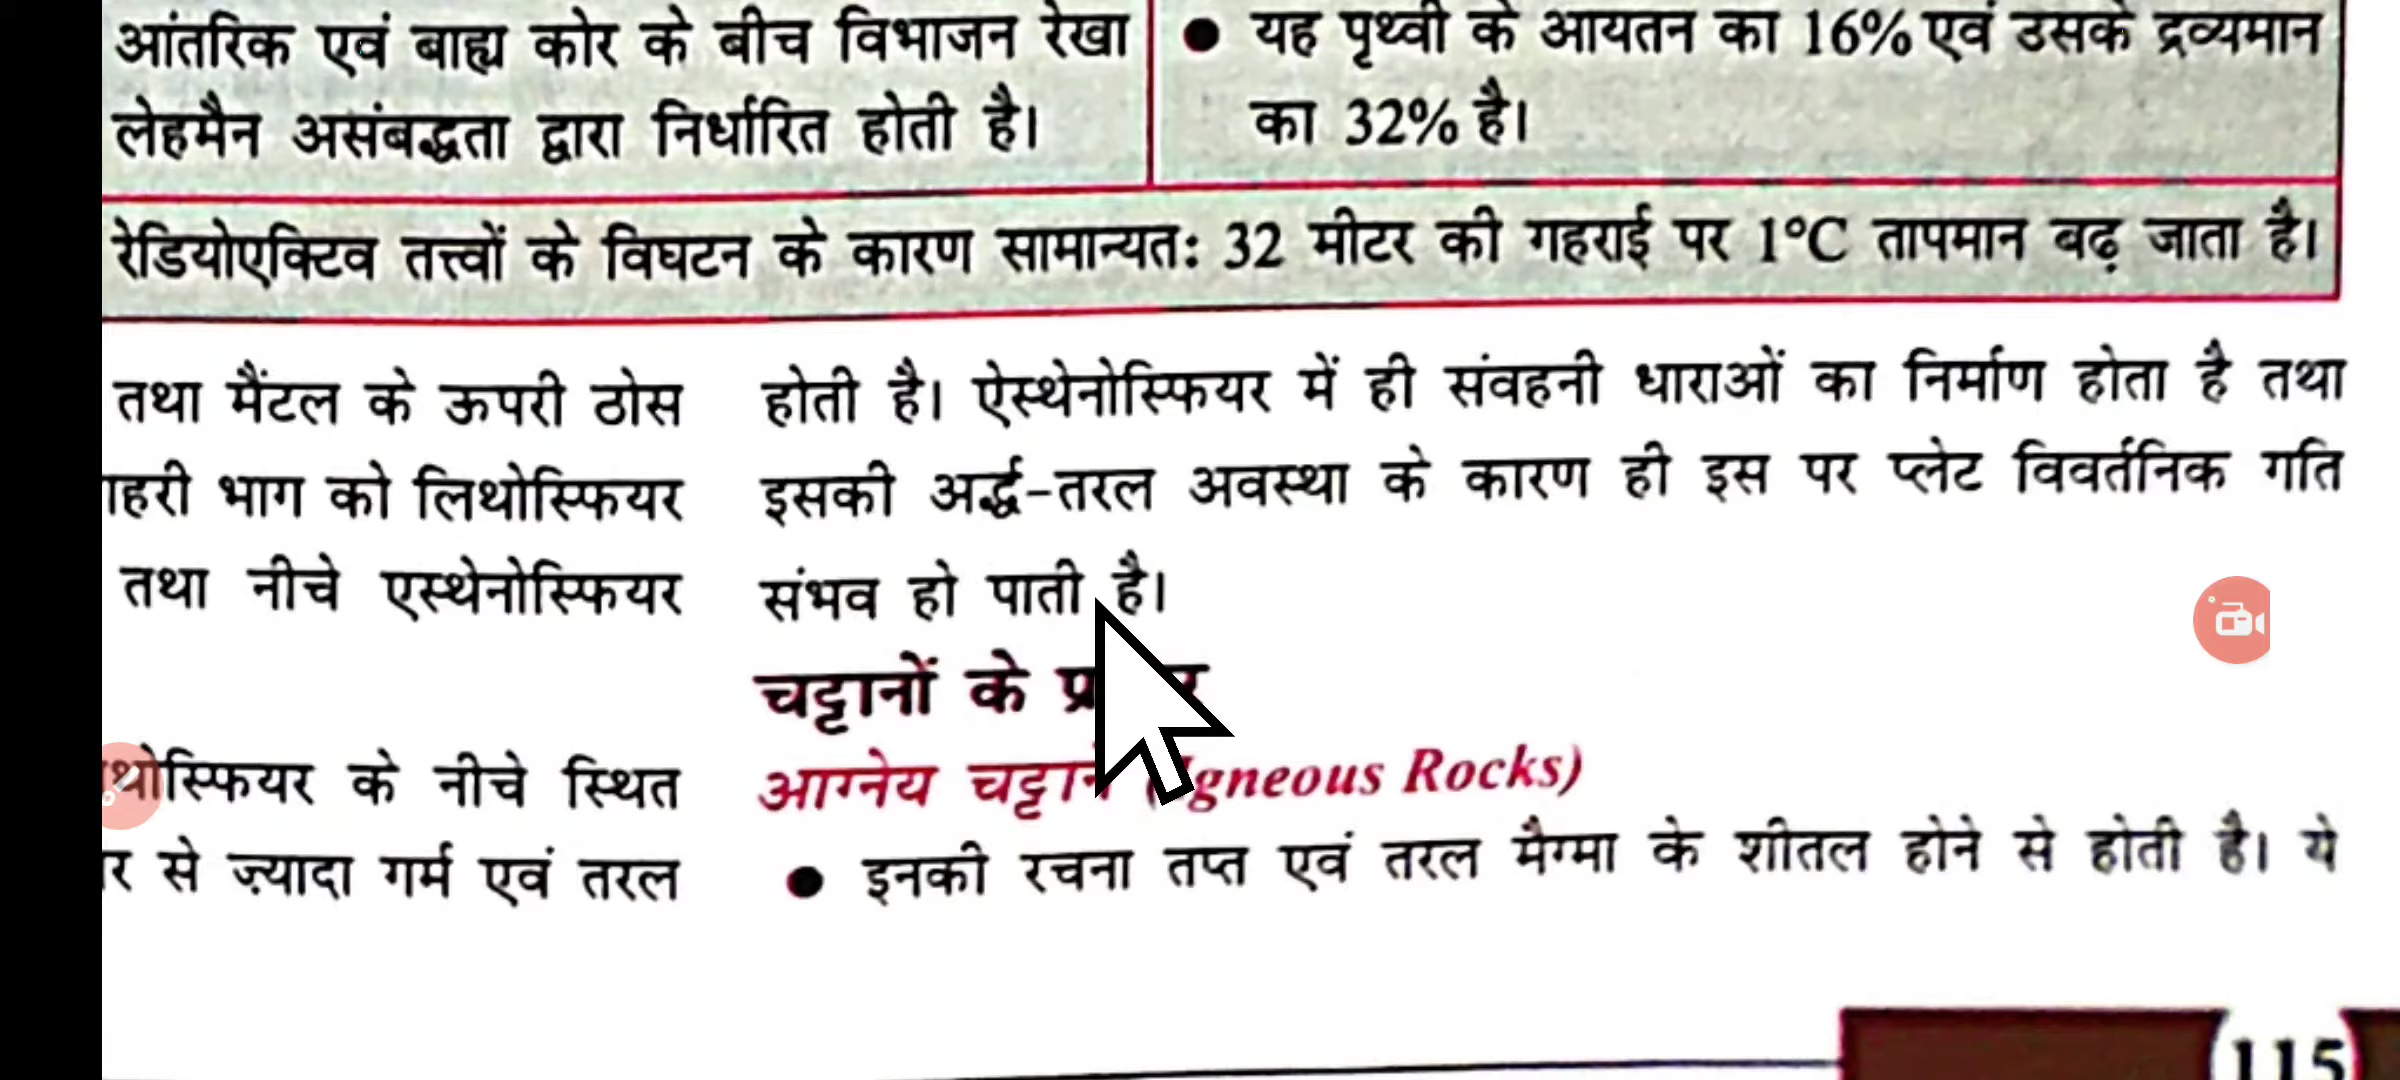 आंतरिक एवं बाह्य कोर के बीच विभाजन रेखा
लेहमैन असंबद्धता द्वारा निर्धारित होती है।
● यह पृथ्वी के आयतन का 16% एवं उसके द्रव्यमान
का 32% है।
रेडियोएक्टिव तत्त्वों के विघटन के कारण सामान्यतः 32 मीटर की गहराई पर 1°C तापमान बढ़ जाता है।
तथा मैंटल के ऊपरी ठोस
भाग को लिथोस्फियर
तथा नीचे एस्थेनोस्फियर
के नीचे स्थित
से ज़्यादा गर्म एवं तरल
होती है। ऐस्थेनोस्फियर में ही संवहनी धाराओं का निर्माण होता है तथा
इसकी अर्द्ध-तरल अवस्था के कारण ही इस पर प्लेट विवर्तनिक गति
संभव हो पाती है।
चट्टानों के
आग्नेय (Igneous Rocks)
● इनकी रचना तप्त एवं तरल मैग्मा के शीतल होने से होती है। ये
115